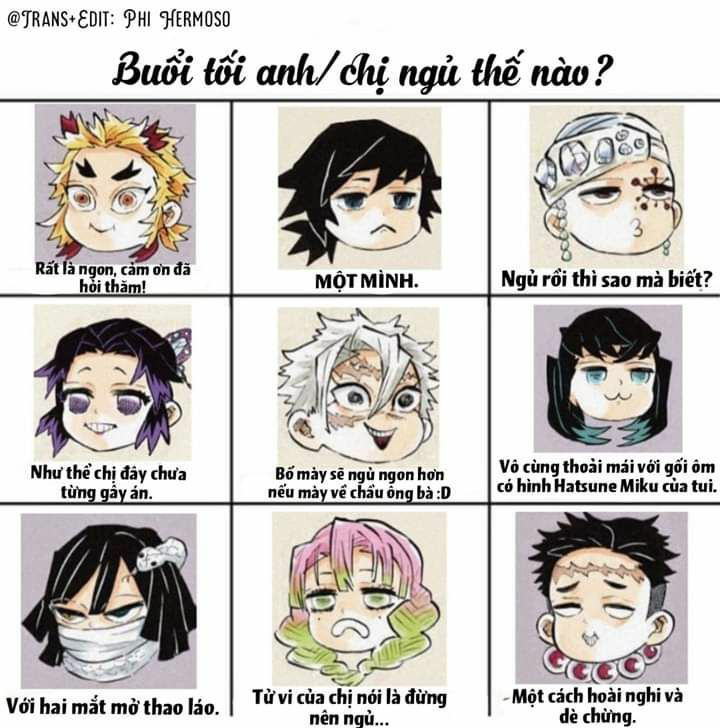 @Trans+Edit: Phi Hermoso
Buổi tối anh/chị ngủ thế nào?
Rất là ngon, cảm ơn đã
hỏi thăm!
MỘT MÌNH.
Ngủ rồi thì sao mà biết?
Như thể chị đây chưa
từng gây án.
Bố mày sẽ ngủ ngon hơn
nếu mày về chầu ông bà :D
Vô cùng thoải mái với gối ôm
có hình Hatsune Miku của tui.
Với hai mắt mở thao láo.
Tử vi của chị nói là đừng
nên ngủ...
Một cách hoài nghi và
dè chừng.